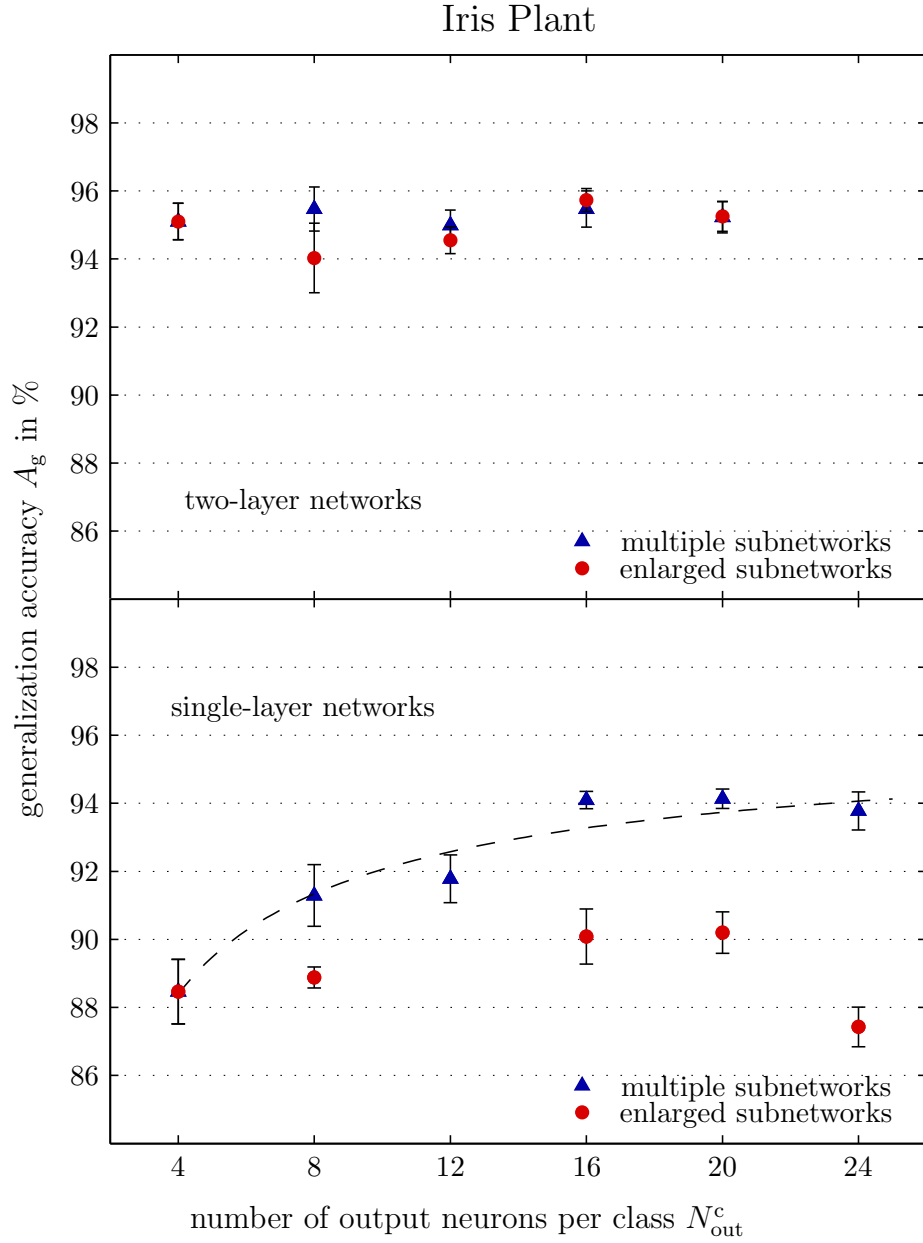 Iris Plant
generalization accuracy A_g in %
98
96
94
92
90
88
86
two-layer networks
multiple subnetworks
enlarged subnetworks
98
96
94
92
90
88
86
single-layer networks
multiple subnetworks
enlarged subnetworks
4 8 12 16 20 24
number of output neurons per class N^c_out